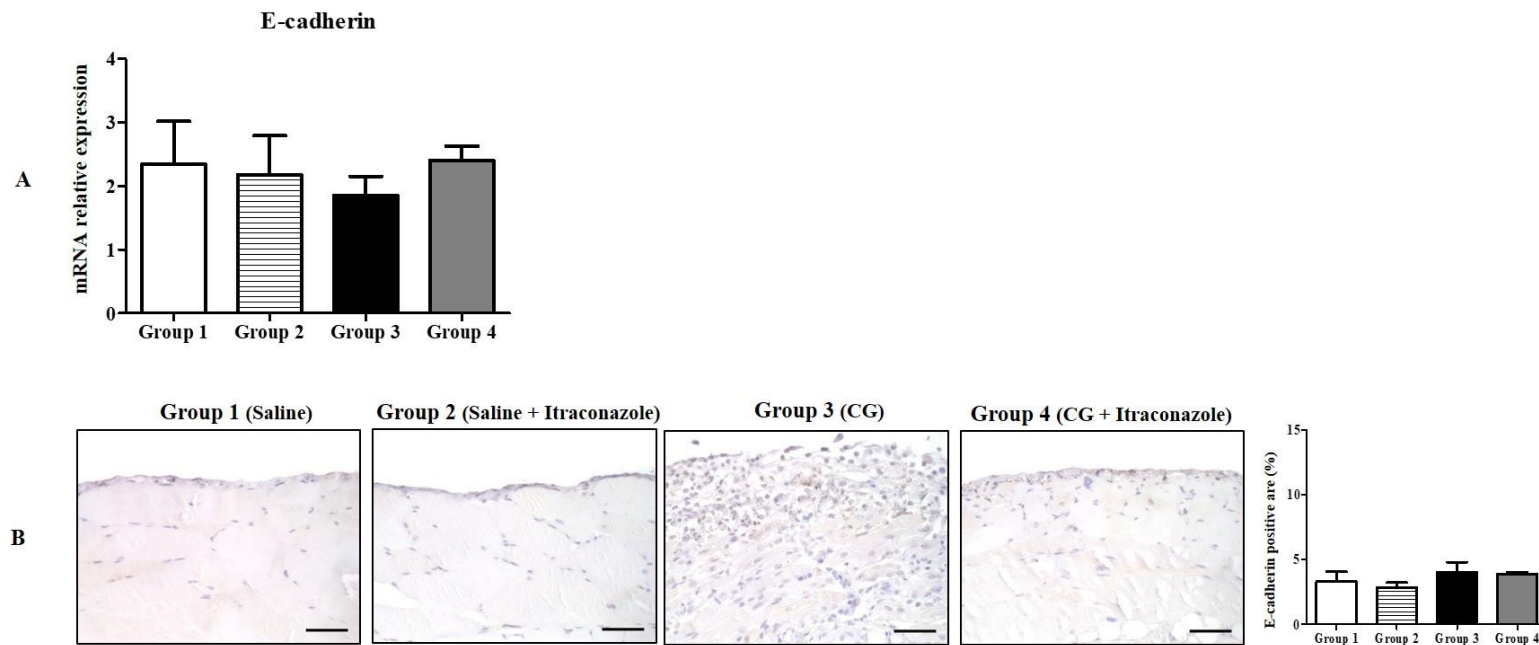 E-cadherin
A
mRNA relative expression
4
3
2
1
0
Group 1 Group 2 Group 3 Group 4
B
Group 1 (Saline)
Group 2 (Saline + Itraconazole)
Group 3 (CG)
Group 4 (CG + Itraconazole)
E-cadherin positive are (%)
15
10
5
0
Group 1 Group 2 Group 3 Group 4